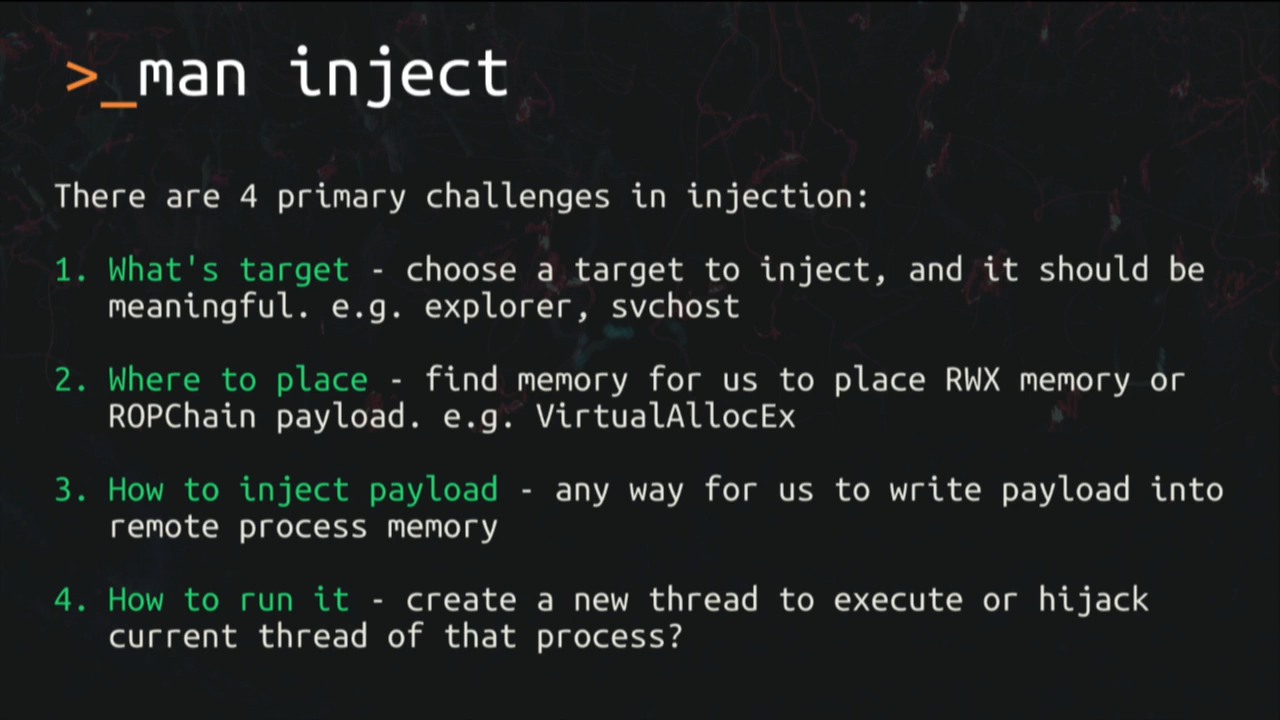 >_man inject
There are 4 primary challenges in injection:
1. What's target - choose a target to inject, and it should be
meaningful. e.g. explorer, svchost
2. Where to place - find memory for us to place RWX memory or
ROPChain payload. e.g. VirtualAllocEx
3. How to inject payload - any way for us to write payload into
remote process memory
4. How to run it - create a new thread to execute or hijack
current thread of that process?